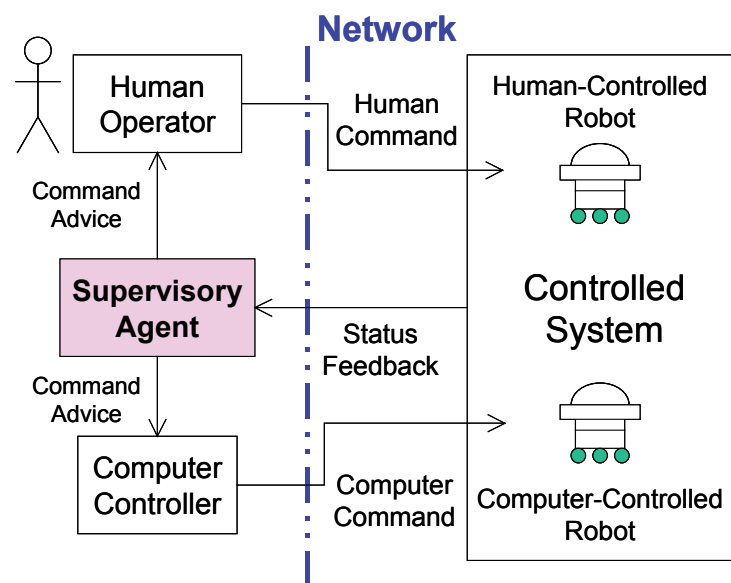 Network
Human
Operator
Human
Command
Human-Controlled
Robot
Command
Advice
Supervisory
Agent
Status
Feedback
Controlled
System
Command
Advice
Computer
Controller
Computer
Command
Computer-Controlled
Robot